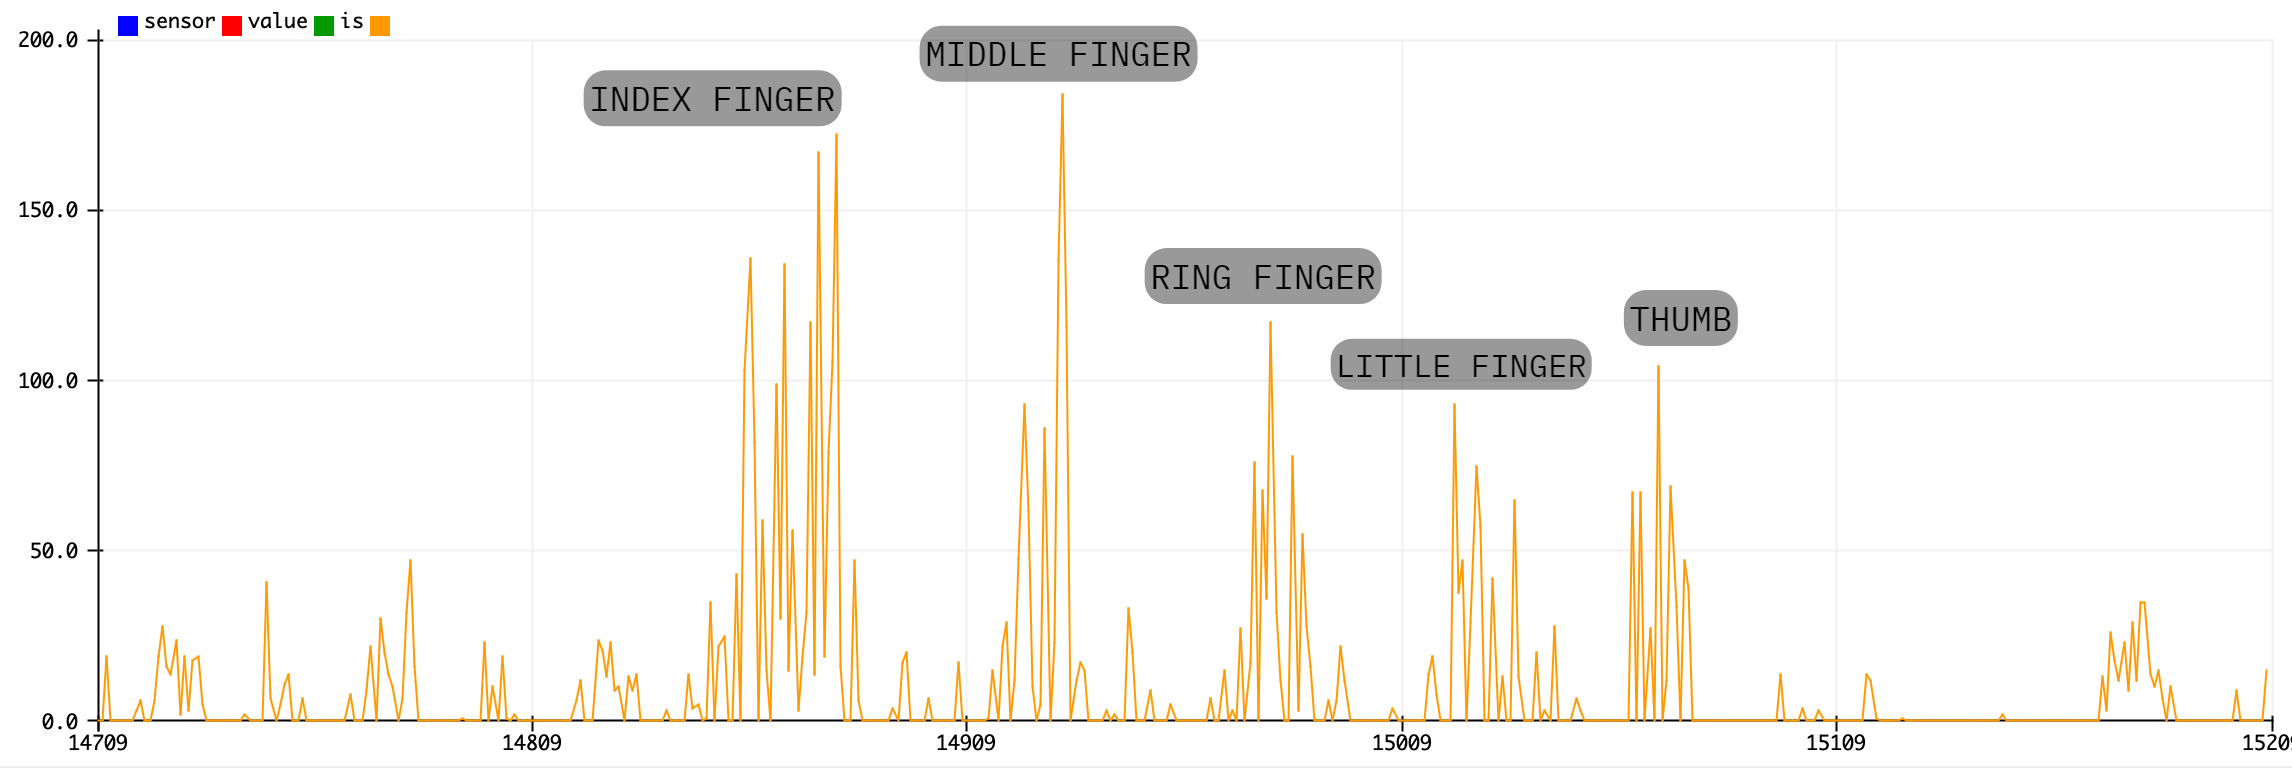 sensor value is
200.0
MIDDLE FINGER
INDEX FINGER
150.0
RING FINGER
THUMB
LITTLE FINGER
100.0
50.0
0.0
14709 14809 14909 15009 15109 15209